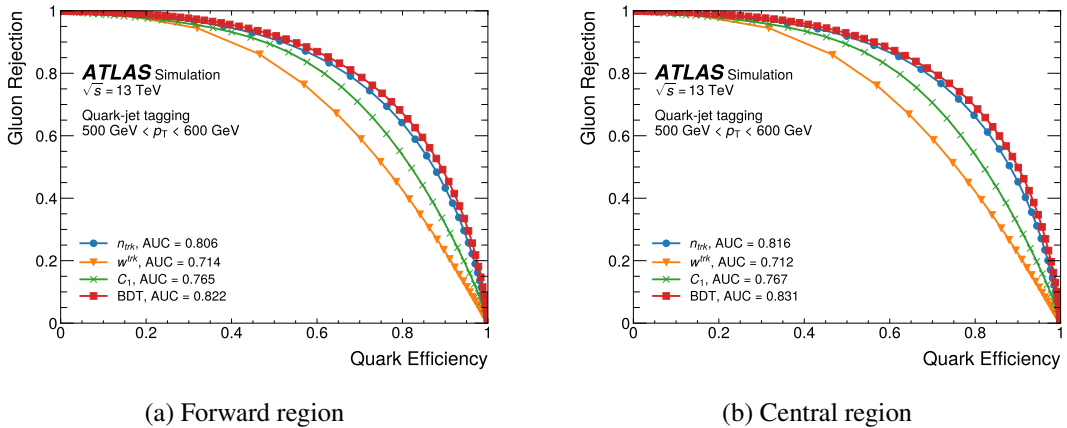 Gluon Rejection
1
0.8
0.6
0.4
0.2
0
ATLAS Simulation
√s = 13 TeV
Quark-jet tagging
500 GeV < pT < 600 GeV
ntrk, AUC = 0.806
wtrk, AUC = 0.714
C1, AUC = 0.765
BDT, AUC = 0.822
0 0.2 0.4 0.6 0.8 1
Quark Efficiency
(a) Forward region
Gluon Rejection
1
0.8
0.6
0.4
0.2
0
ATLAS Simulation
√s = 13 TeV
Quark-jet tagging
500 GeV < pT < 600 GeV
ntrk, AUC = 0.816
wtrk, AUC = 0.712
C1, AUC = 0.767
BDT, AUC = 0.831
0 0.2 0.4 0.6 0.8 1
Quark Efficiency
(b) Central region